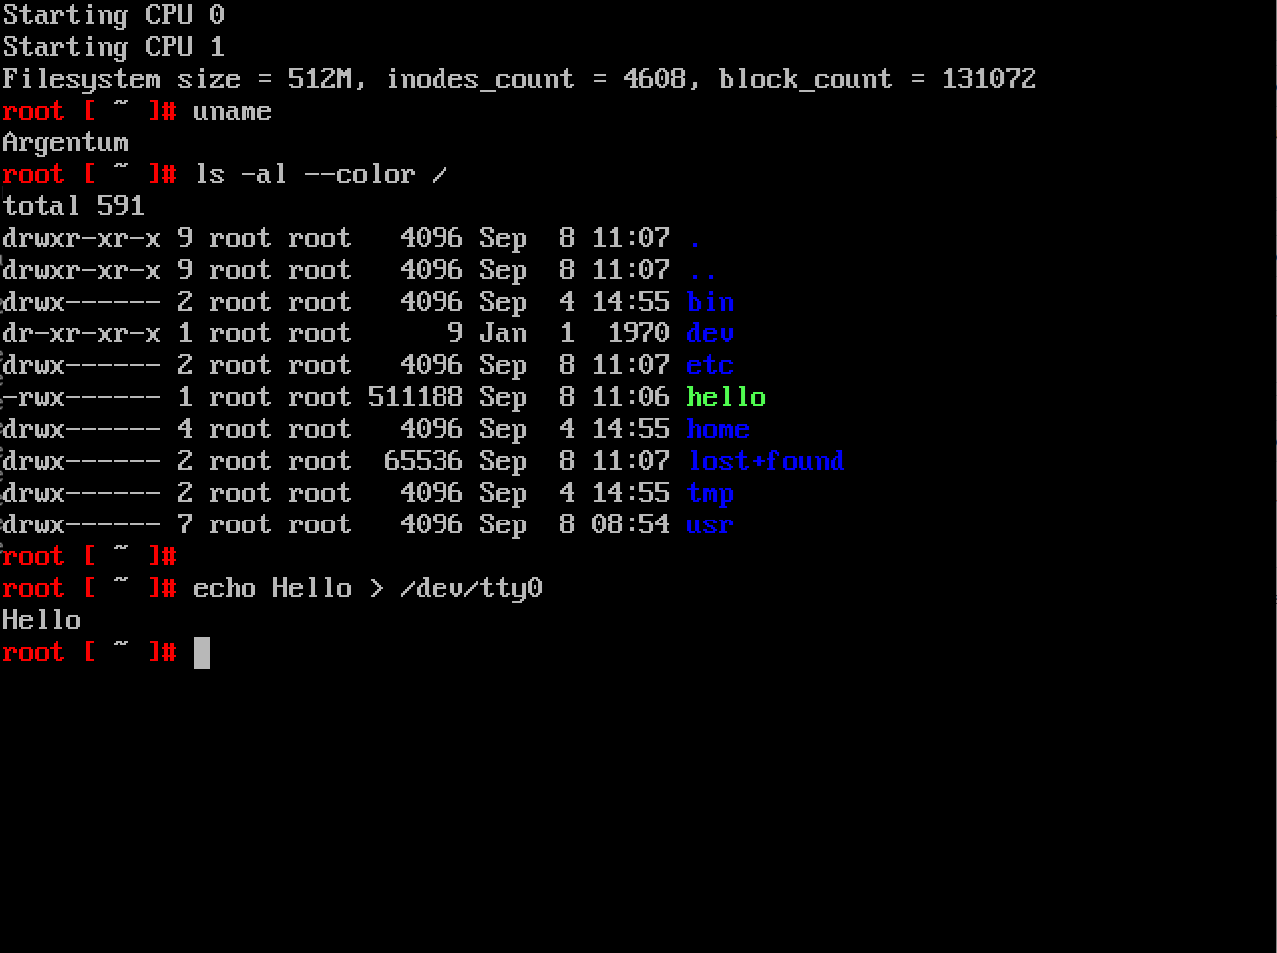 Starting CPU 0
Starting CPU 1
Filesystem size = 512M, inodes_count = 4608, block_count = 131072
root [ ~ ]# uname
Argentum
root [ ~ ]# ls -al --color /
total 591
drwxr-xr-x 9 root root   4096 Sep  8 11:07 .
drwxr-xr-x 9 root root   4096 Sep  8 11:07 ..
drwx------ 2 root root   4096 Sep  4 14:55 bin
dr-xr-xr-x 1 root root      9 Jan  1  1970 dev
drwx------ 2 root root   4096 Sep  8 11:07 etc
-rwx------ 1 root root 511188 Sep  8 11:06 hello
drwx------ 4 root root   4096 Sep  4 14:55 home
drwx------ 2 root root  65536 Sep  8 11:07 lost+found
drwx------ 2 root root   4096 Sep  4 14:55 tmp
drwx------ 7 root root   4096 Sep  8 08:54 usr
root [ ~ ]#
root [ ~ ]# echo Hello > /dev/tty0
Hello
root [ ~ ]#